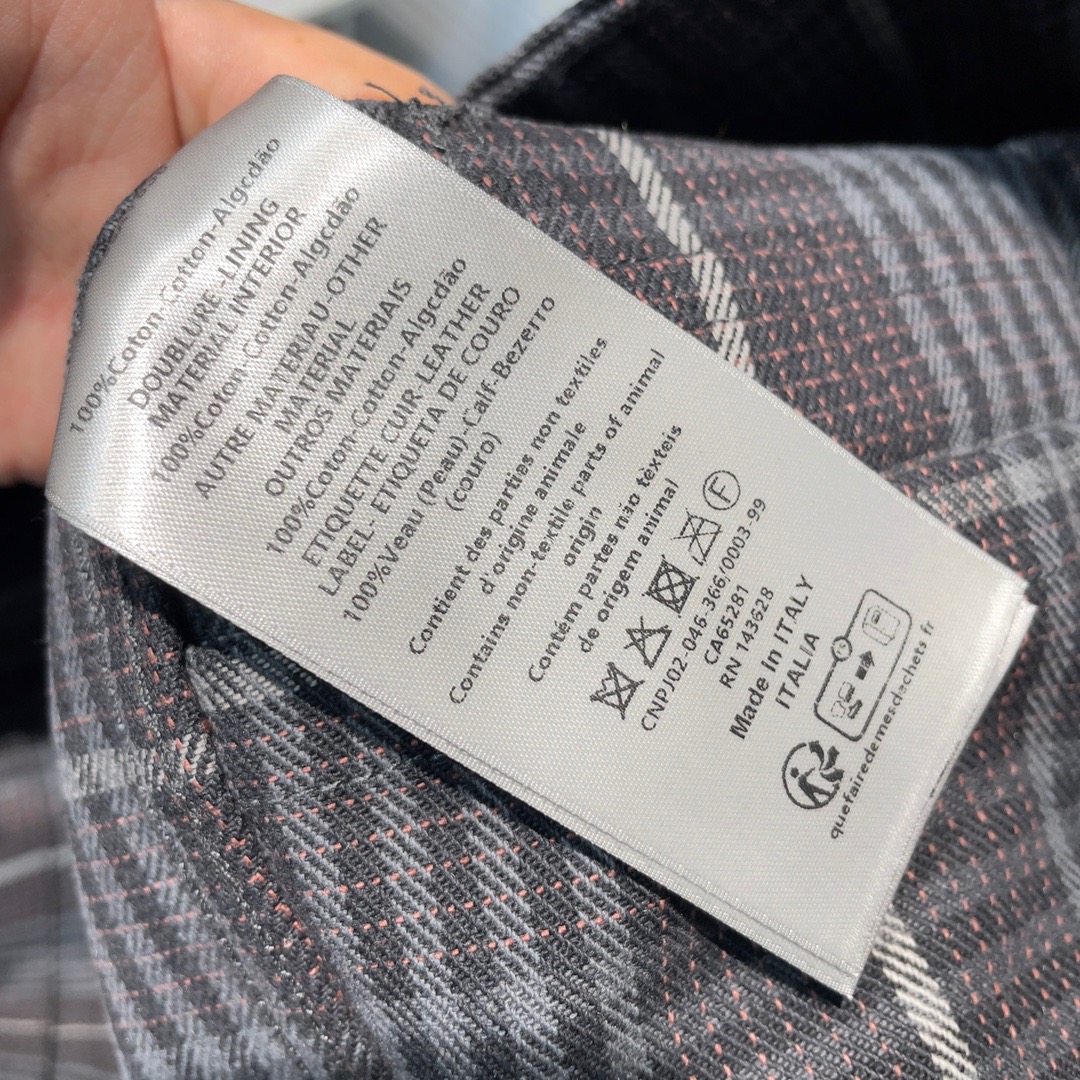 100%Coton-Cotton-Algcdão
DOUBLURE-LINING
MATERIAL INTERIOR
100%Coton-Cotton-Algcdão
AUTRE MATERIAU-OTHER
MATERIAL
OUTROS MATERIAIS
100%Coton-Cotton-Algcdão
ETIQUETTE CUIR-LEATHER
LABEL- ETIQUETA DE COURO
100%Veau (Peau)-Calf-Bezerro
(couro)
Contient des parties non textiles
d'origine animale
Contains non-textile parts of animal
origin
Contém partes não tèxteis
de origem animal
F
CNPJ02-046-366/0003-99
CA65281
RN 143628
Made in ITALY
ITALIA
quefairedemesdechets fr